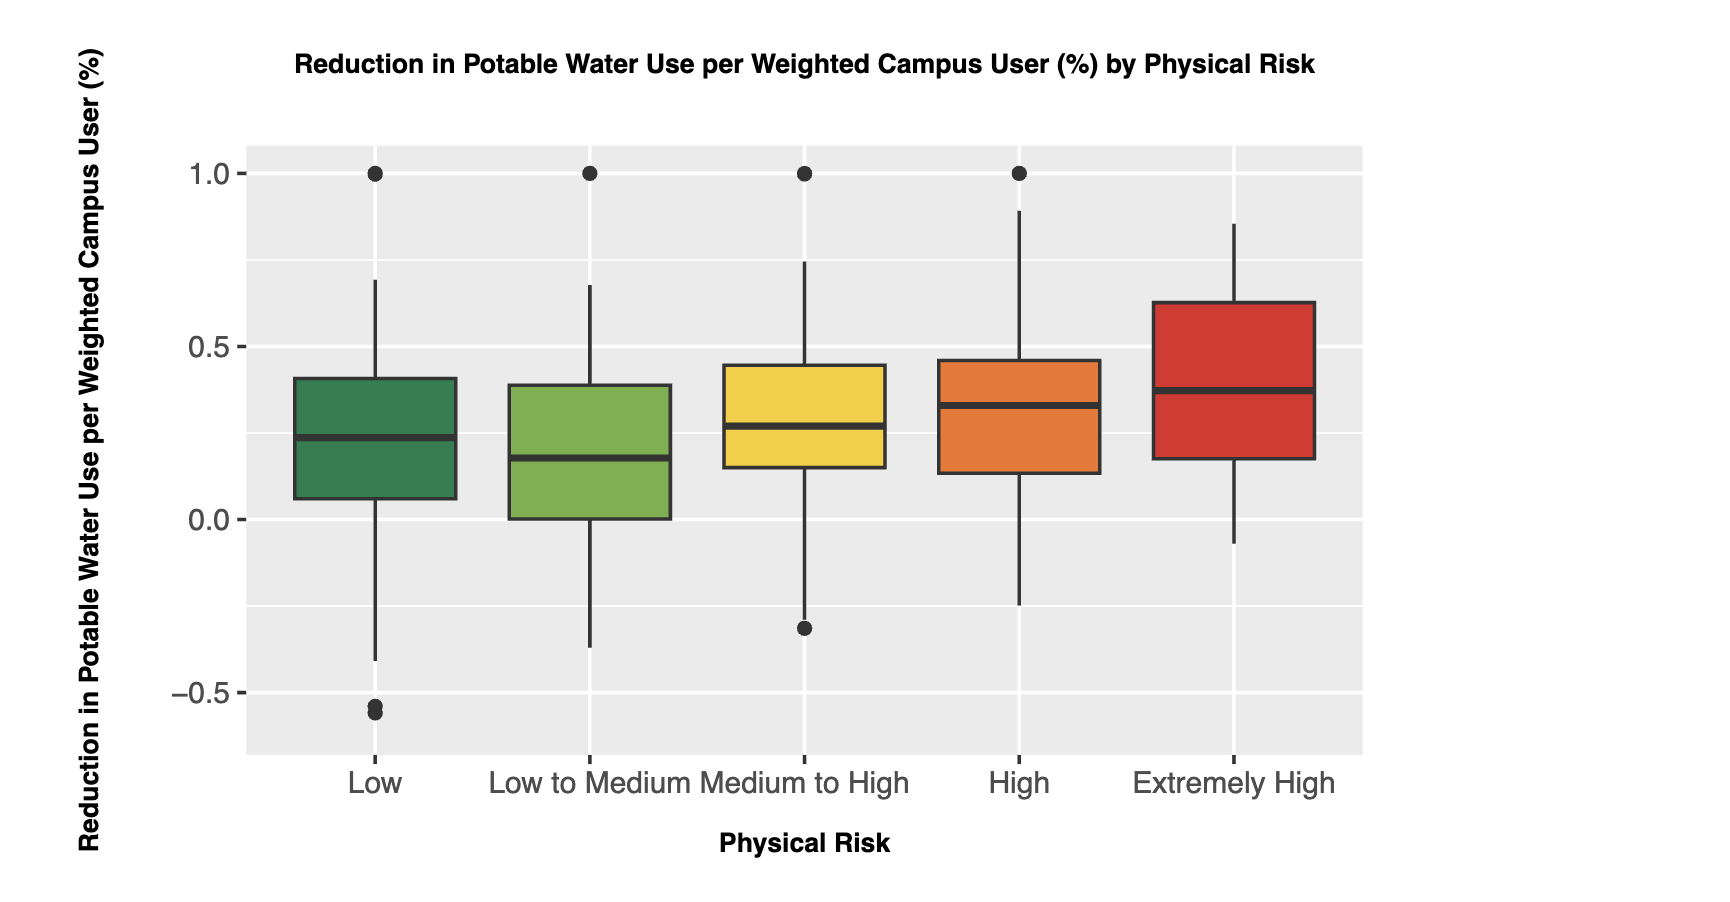 Reduction in Potable Water Use per Weighted Campus User (%) by Physical Risk
Reduction in Potable Water Use per Weighted Campus User (%)
1.0
0.5
0.0
−0.5
Low
Low to Medium
Medium to High
High
Extremely High
Physical Risk